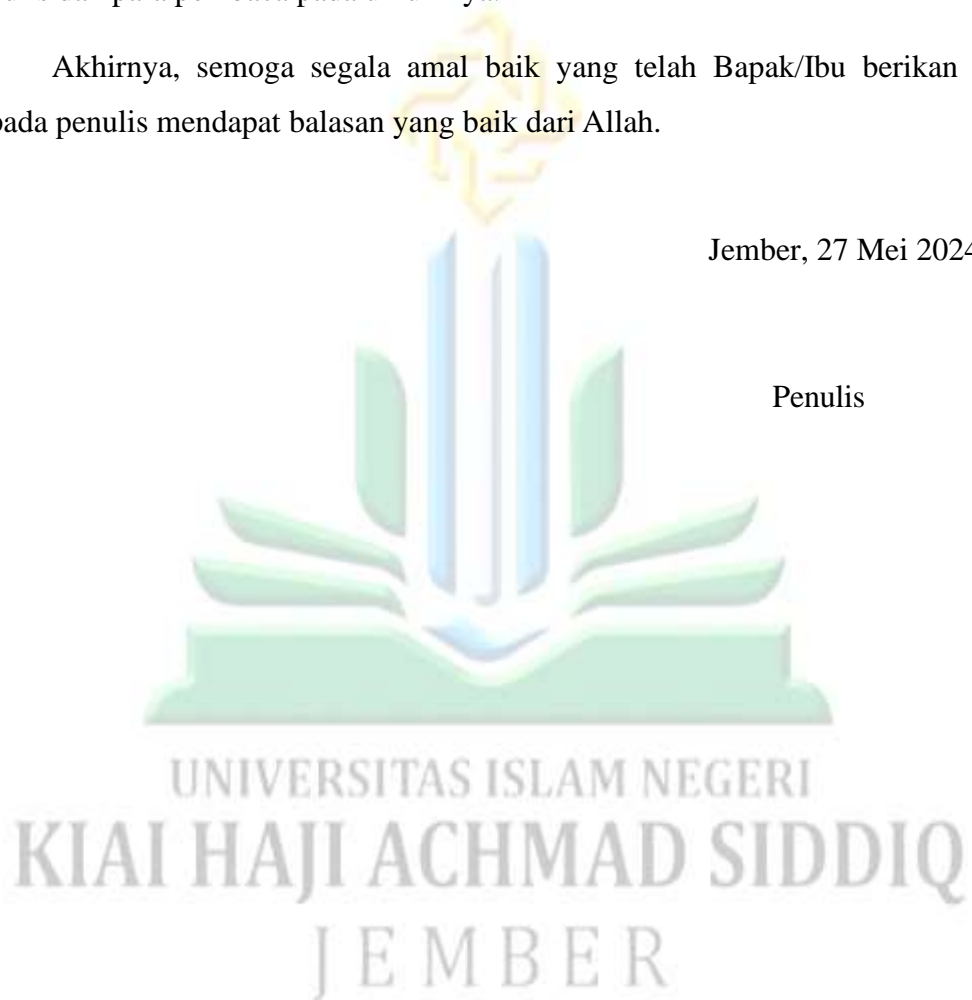 Akhirnya, semoga segala amal baik yang telah Bapak/Ibu berikan
pada penulis mendapat balasan yang baik dari Allah.
Jember, 27 Mei 2024
Penulis
UNIVERSITAS ISLAM NEGERI
KIAI HAJI ACHMAD SIDDIQ
JEMBER